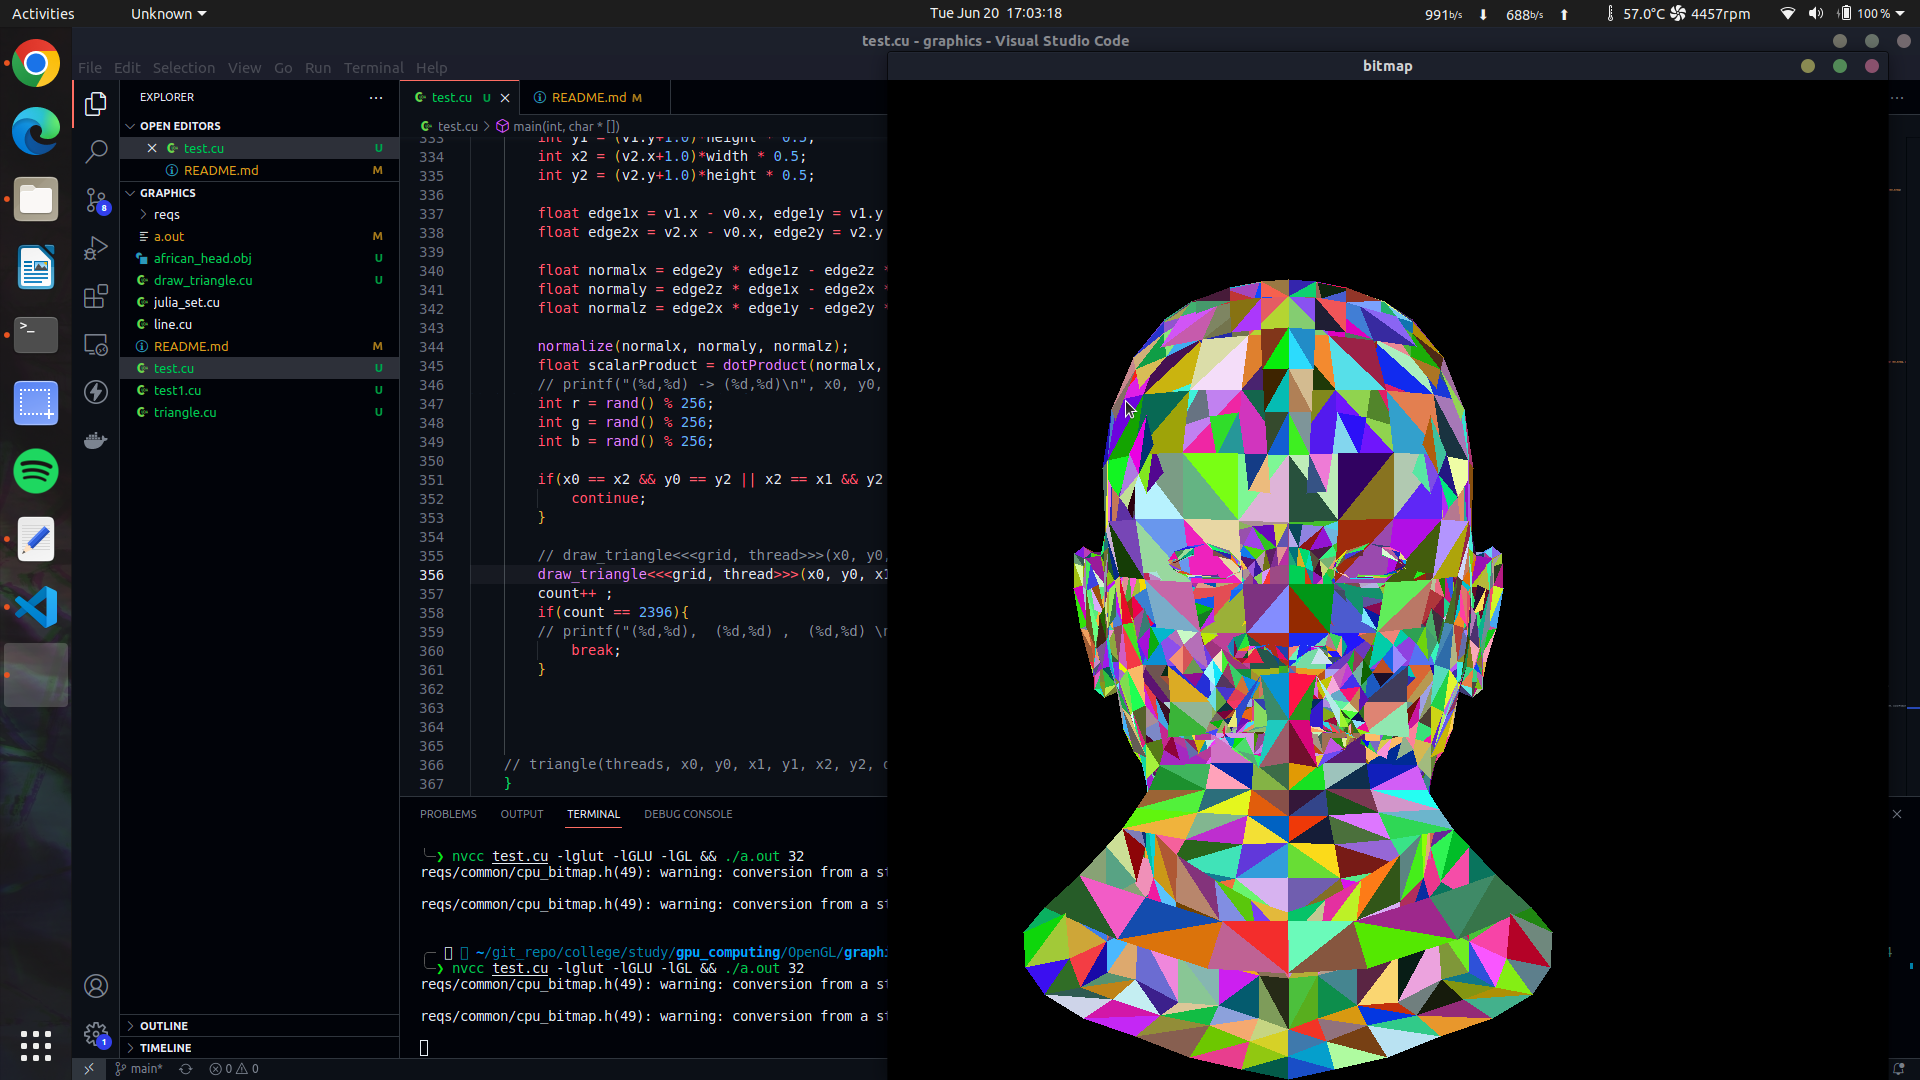 Activities
Unknown
Tue Jun 20 17:03:18
991b/s 688b/s 57.0°C 4457rpm 100 %
test.cu - graphics - Visual Studio Code
File Edit Selection View Go Run Terminal Help
bitmap
EXPLORER
OPEN EDITORS
test.cu U
README.md M
GRAPHICS
reqs
a.out M
african_head.obj U
draw_triangle.cu U
julia_set.cu
line.cu
README.md M
test.cu U
test1.cu U
triangle.cu U
OUTLINE
TIMELINE
8
1
test.cu U README.md M
test.cu > main(int, char * [])
333 int y1 = (v1.y+1.0)*height * 0.5;
334 int x2 = (v2.x+1.0)*width * 0.5;
335 int y2 = (v2.y+1.0)*height * 0.5;
336
337 float edge1x = v1.x - v0.x, edge1y = v1.y
338 float edge2x = v2.x - v0.x, edge2y = v2.y
339
340 float normalx = edge2y * edge1z - edge2z *
341 float normaly = edge2z * edge1x - edge2x *
342 float normalz = edge2x * edge1y - edge2y *
343
344 normalize(normalx, normaly, normalz);
345 float scalarProduct = dotProduct(normalx,
346 // printf("(%d,%d) -> (%d,%d)\n", x0, y0,
347 int r = rand() % 256;
348 int g = rand() % 256;
349 int b = rand() % 256;
350
351 if(x0 == x2 && y0 == y2 || x2 == x1 && y2
352 continue;
353 }
354
355 // draw_triangle<<<grid, thread>>>(x0, y0,
356 draw_triangle<<<grid, thread>>>(x0, y0, x1
357 count++ ;
358 if(count == 2396){
359 // printf("(%d,%d), (%d,%d) , (%d,%d) \n
360 break;
361 }
362
363
364
365
366 // triangle(threads, x0, y0, x1, y1, x2, y2, d
367 }
PROBLEMS OUTPUT TERMINAL DEBUG CONSOLE
❯ nvcc test.cu -lglut -lGLU -lGL && ./a.out 32
reqs/common/cpu_bitmap.h(49): warning: conversion from a st
reqs/common/cpu_bitmap.h(49): warning: conversion from a st
~/git_repo/college/study/gpu_computing/OpenGL/graphi
❯ nvcc test.cu -lglut -lGLU -lGL && ./a.out 32
reqs/common/cpu_bitmap.h(49): warning: conversion from a st
reqs/common/cpu_bitmap.h(49): warning: conversion from a st
main* 0 0